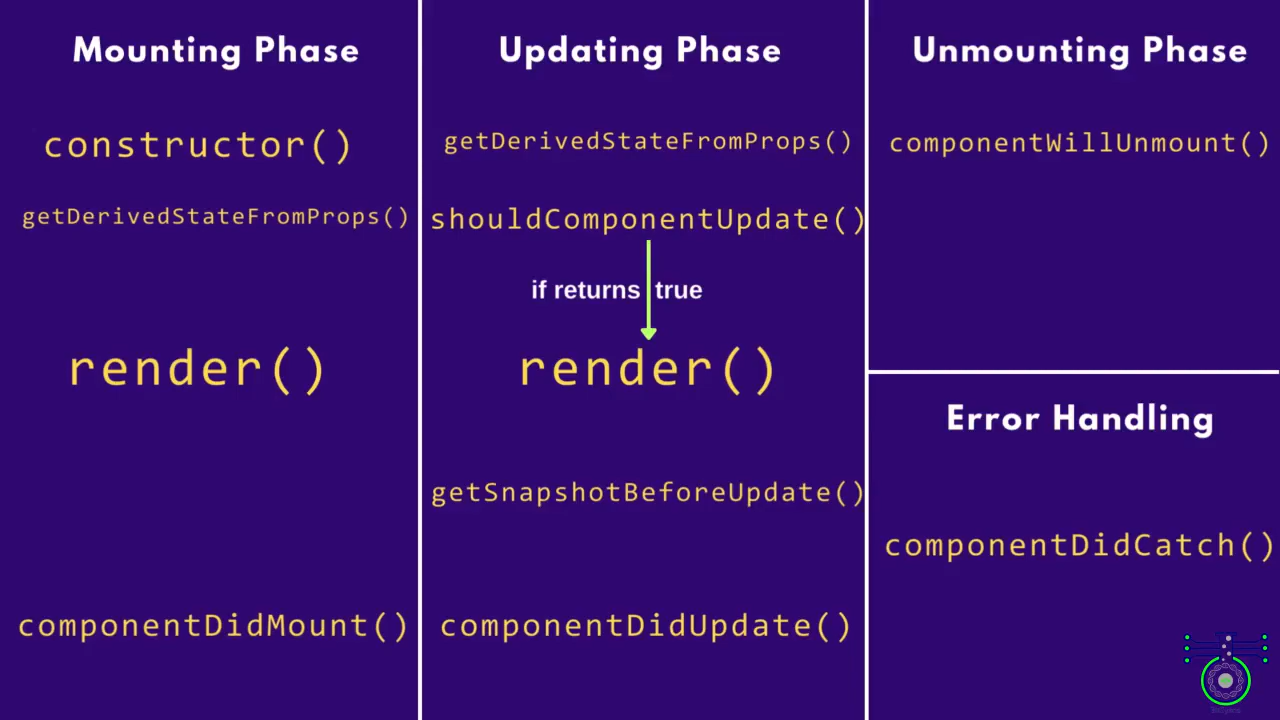 Mounting Phase
constructor()
getDerivedStateFromProps()
render()
componentDidMount()
Updating Phase
getDerivedStateFromProps()
shouldComponentUpdate()
if returns true
render()
getSnapshotBeforeUpdate()
componentDidUpdate()
Unmounting Phase
componentWillUnmount()
Error Handling
componentDidCatch()